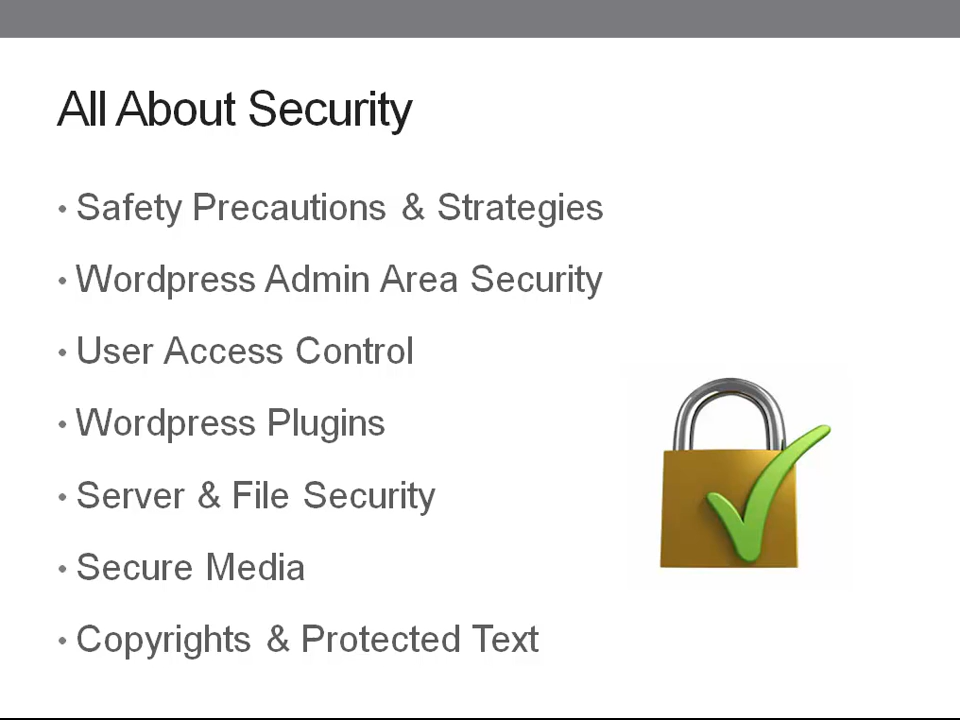 All About Security
• Safety Precautions & Strategies
• Wordpress Admin Area Security
• User Access Control
• Wordpress Plugins
• Server & File Security
• Secure Media
• Copyrights & Protected Text